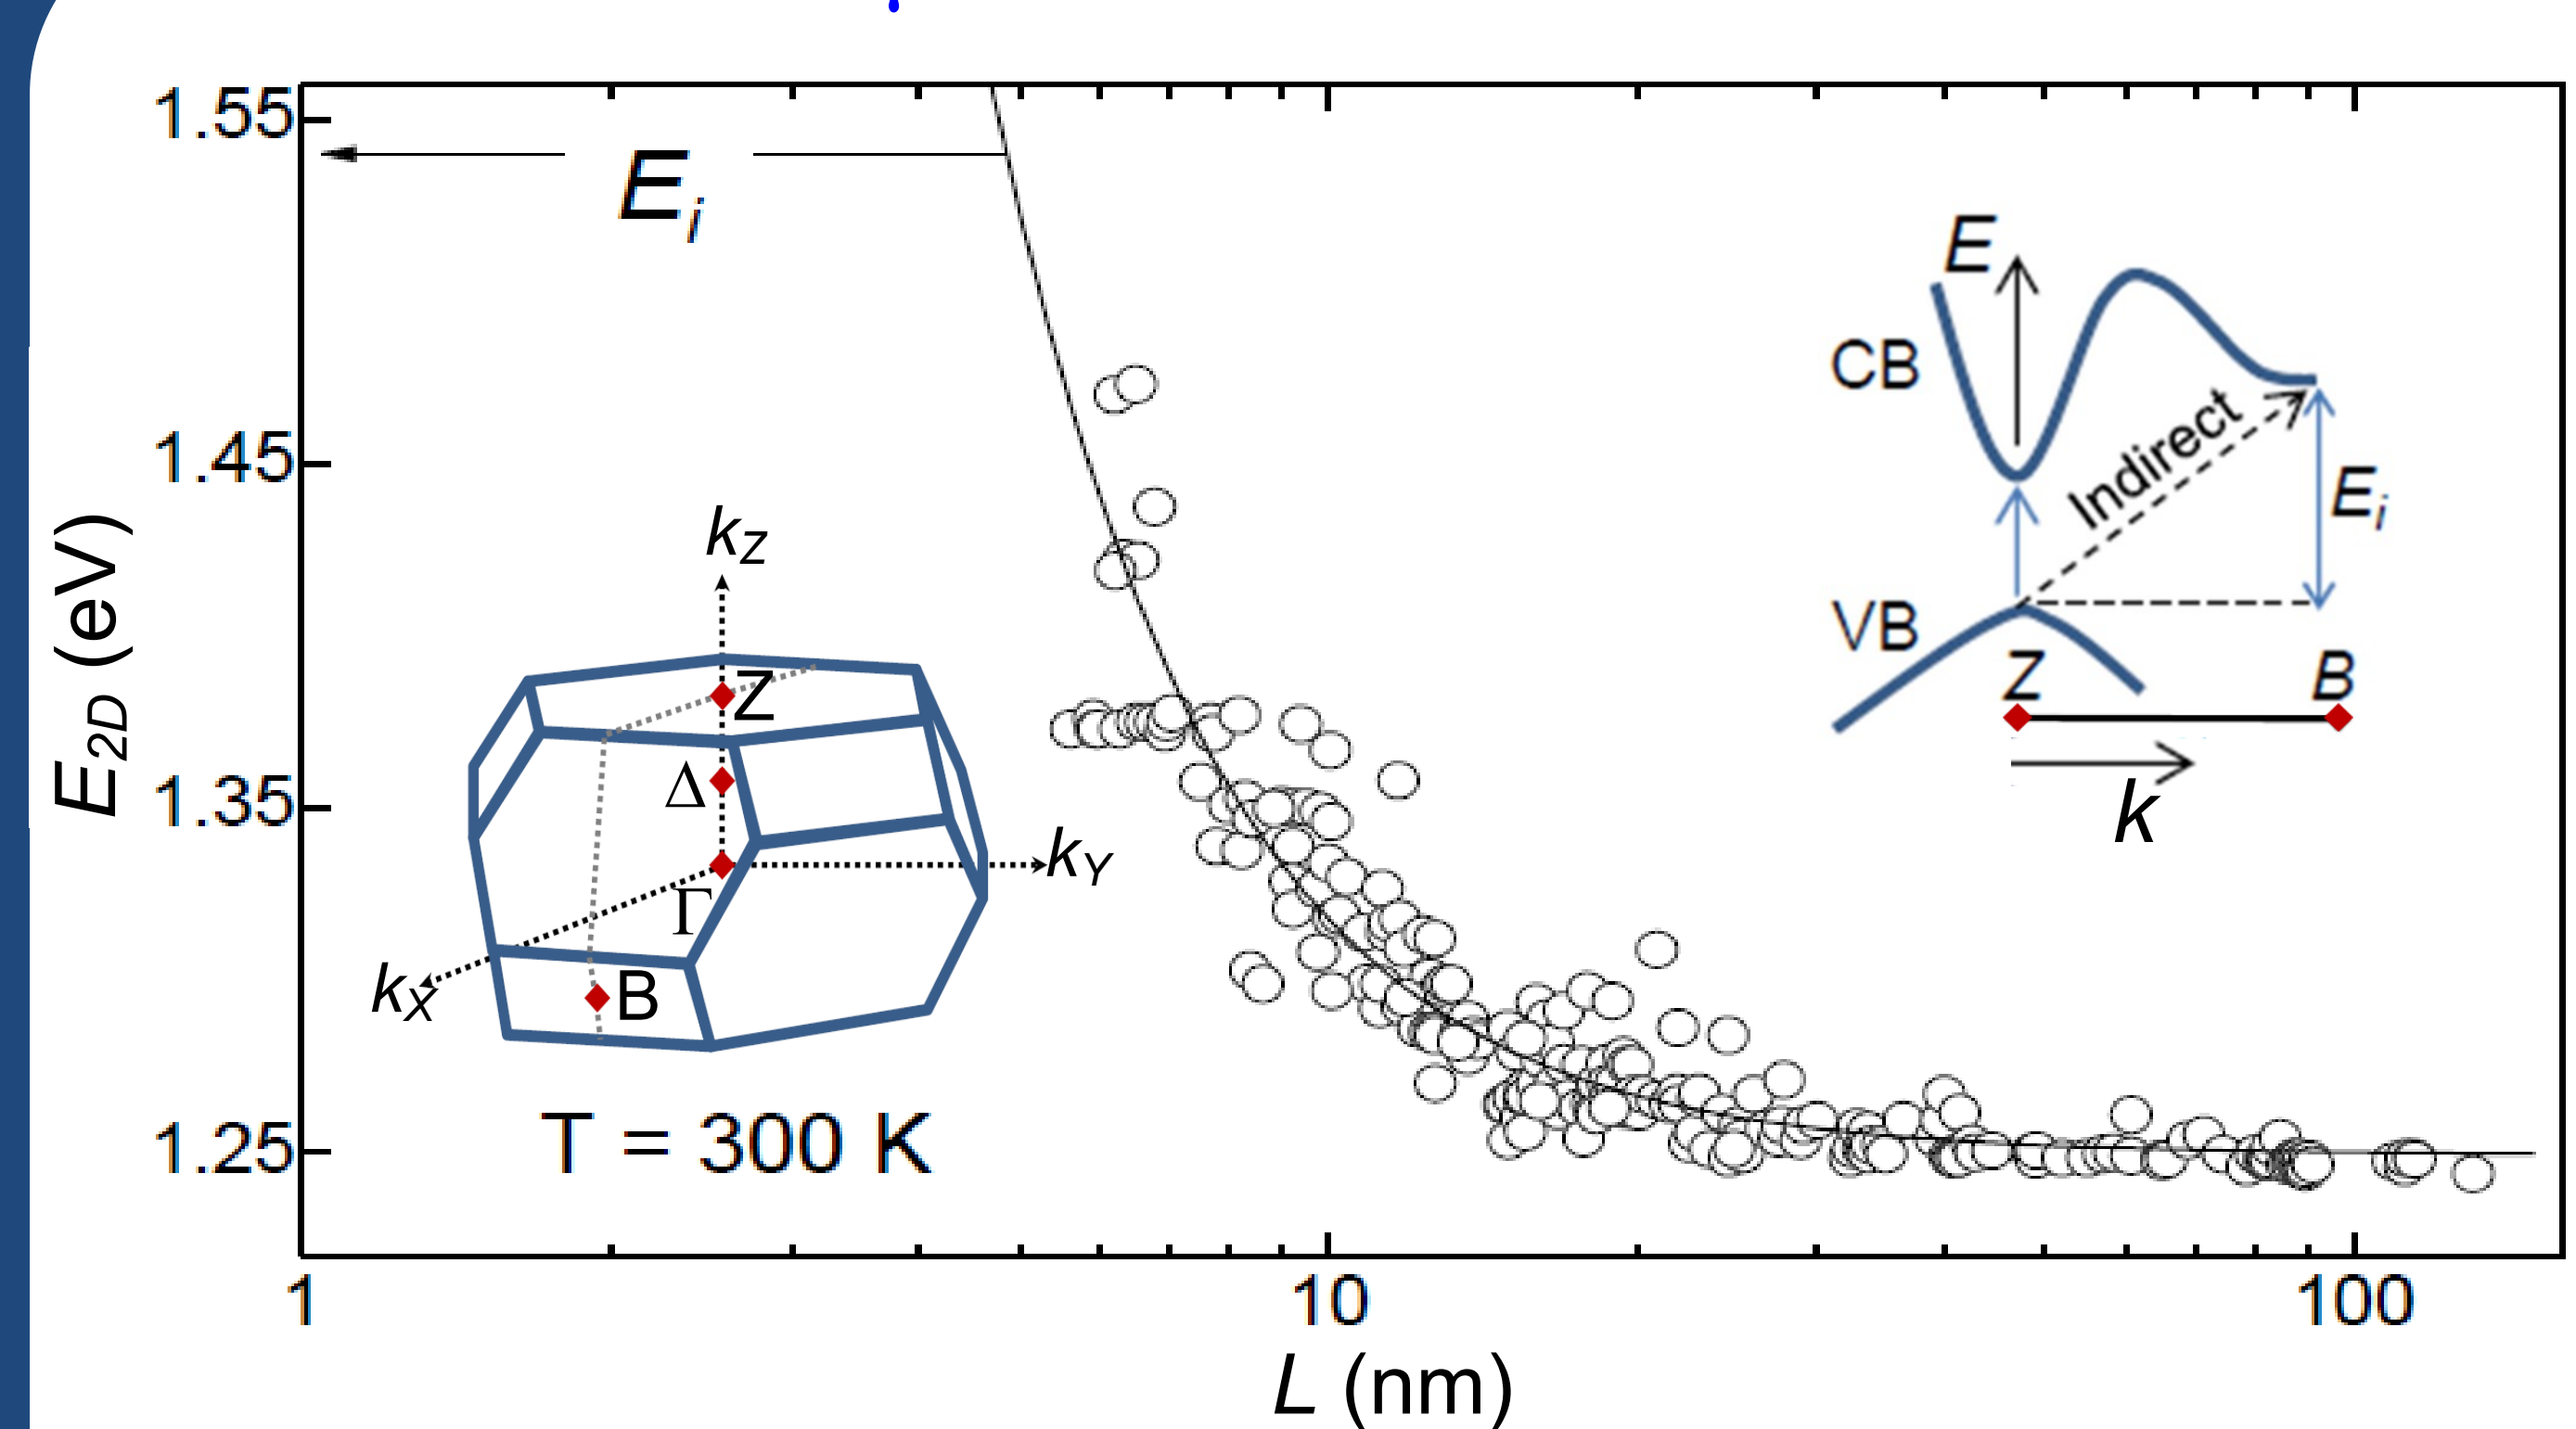 1.55
E_i
1.45
1.35
1.25
E_2D (eV)
1
10
100
L (nm)
k_Z
Z
Δ
Γ
k_Y
k_X
B
T = 300 K
E
CB
Indirect
E_i
VB
Z
B
k